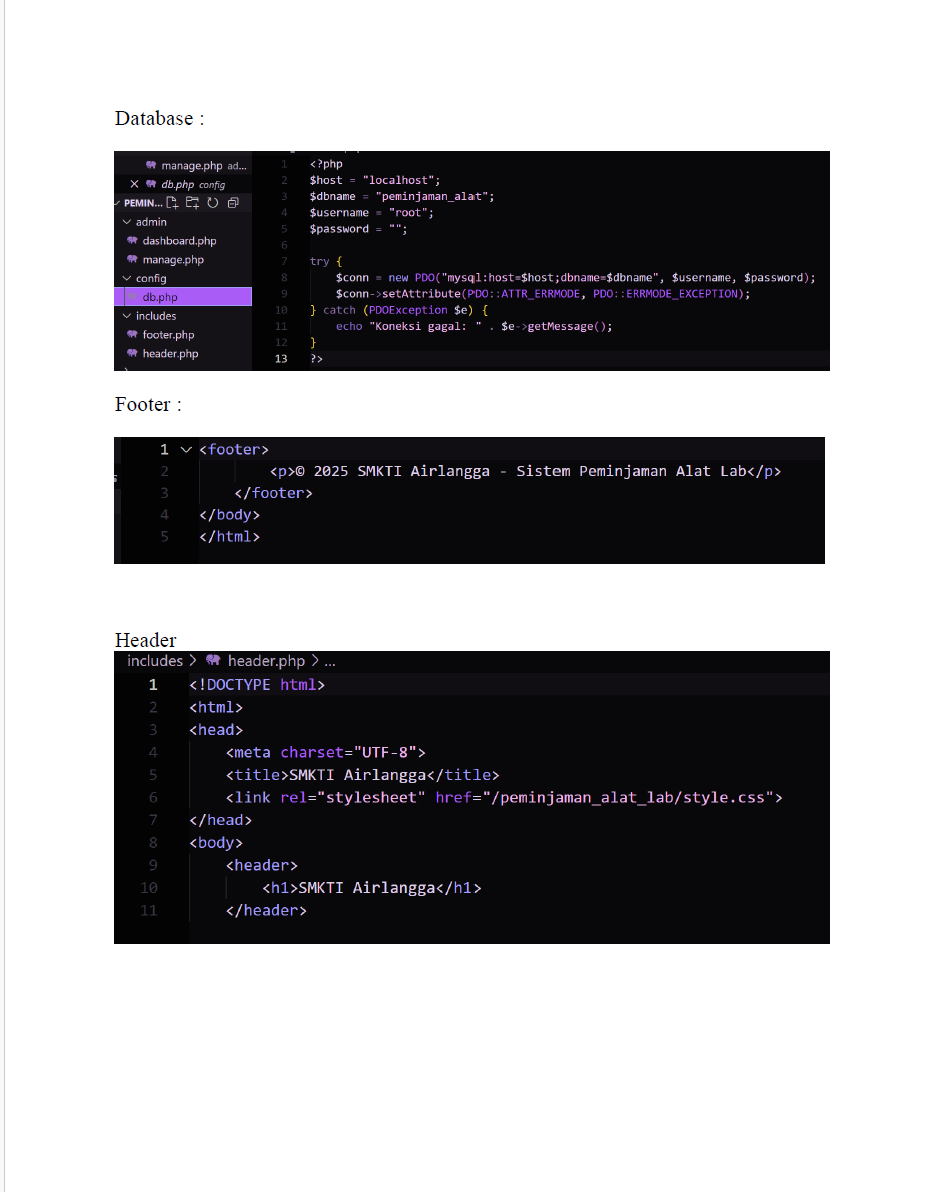 Database :
manage.php ad...
db.php config
PEMIN...
admin
dashboard.php
manage.php
config
db.php
includes
footer.php
header.php
1 <?php
2 $host = "localhost";
3 $dbname = "peminjaman_alat";
4 $username = "root";
5 $password = "";
6
7 try {
8 $conn = new PDO("mysql:host=$host;dbname=$dbname", $username, $password);
9 $conn->setAttribute(PDO::ATTR_ERRMODE, PDO::ERRMODE_EXCEPTION);
10 } catch (PDOException $e) {
11 echo "Koneksi gagal: " . $e->getMessage();
12 }
13 ?>
Footer :
1 <footer>
2 <p>© 2025 SMKTI Airlangga - Sistem Peminjaman Alat Lab</p>
3 </footer>
4 </body>
5 </html>
Header
includes > header.php > ...
1 <!DOCTYPE html>
2 <html>
3 <head>
4 <meta charset="UTF-8">
5 <title>SMKTI Airlangga</title>
6 <link rel="stylesheet" href="/peminjaman_alat_lab/style.css">
7 </head>
8 <body>
9 <header>
10 <h1>SMKTI Airlangga</h1>
11 </header>